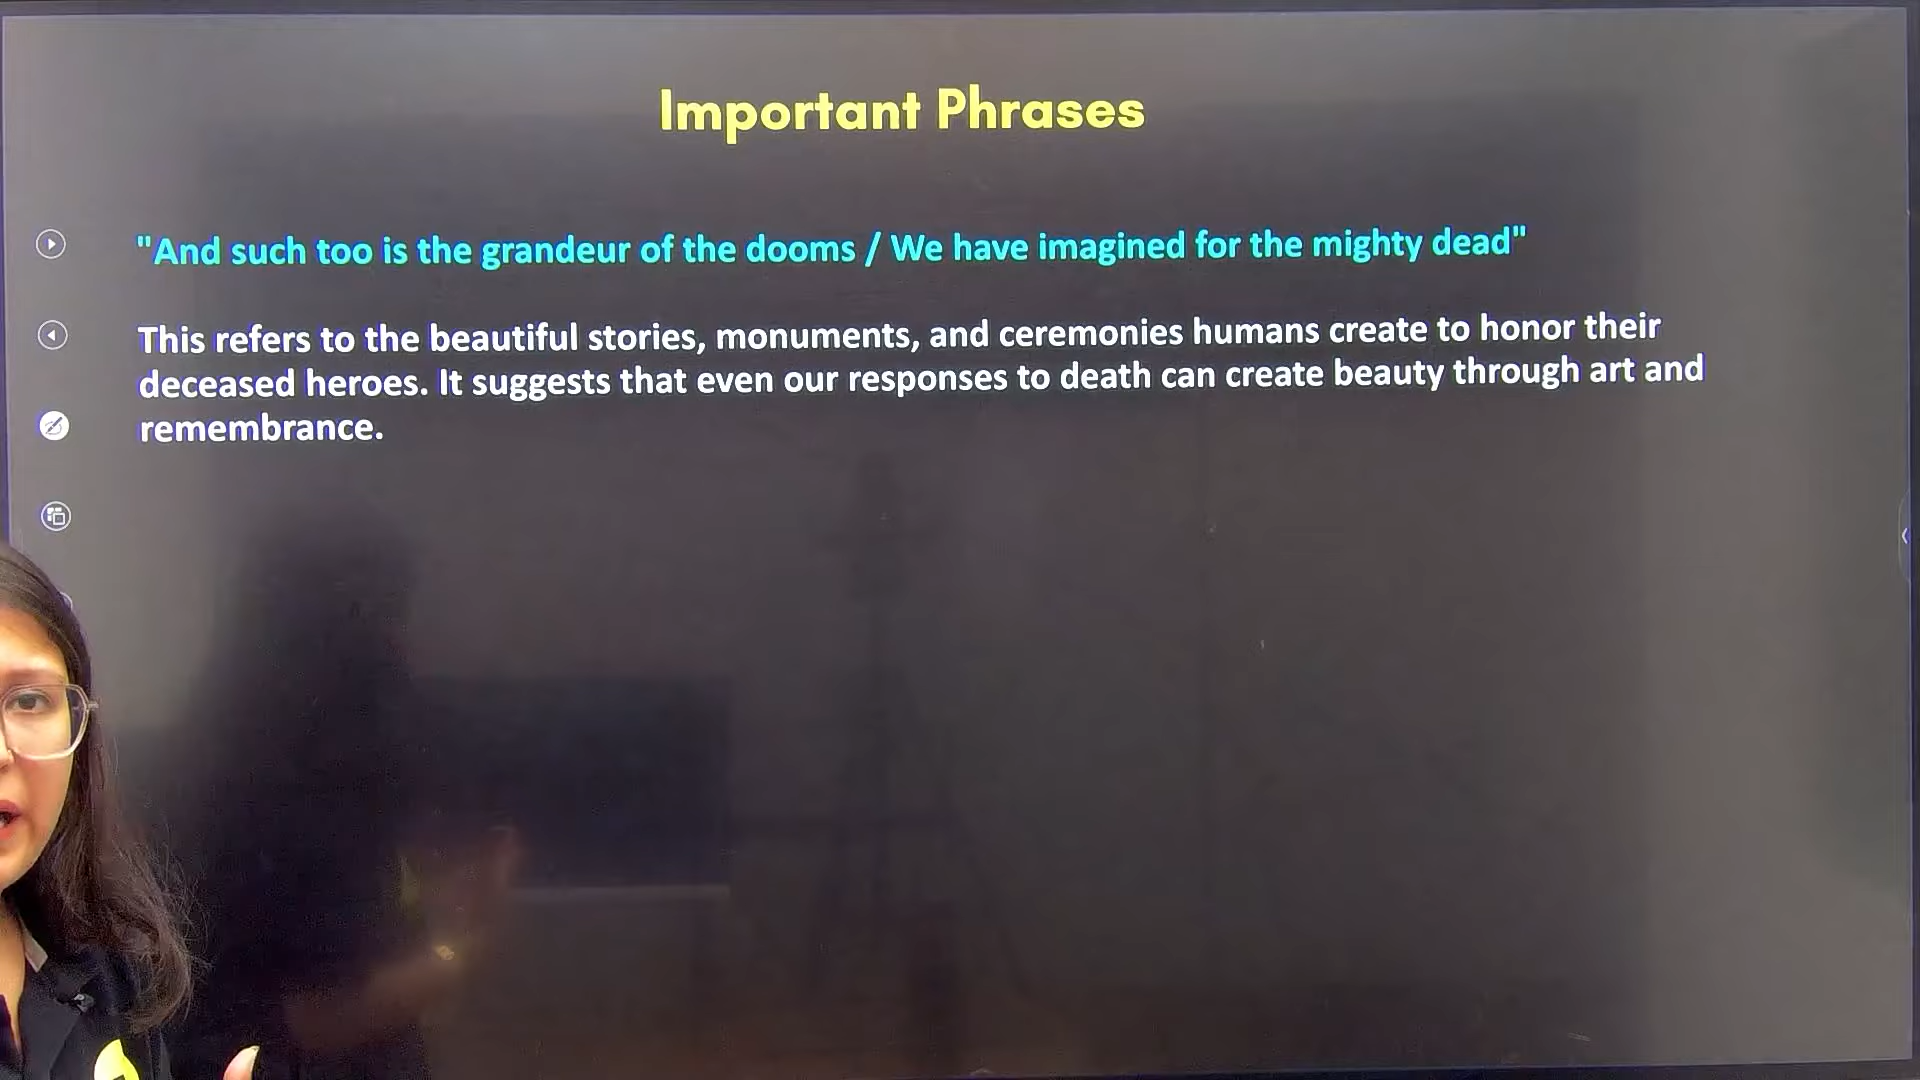 Important Phrases
"And such too is the grandeur of the dooms / We have imagined for the mighty dead"
This refers to the beautiful stories, monuments, and ceremonies humans create to honor their
deceased heroes. It suggests that even our responses to death can create beauty through art and
remembrance.